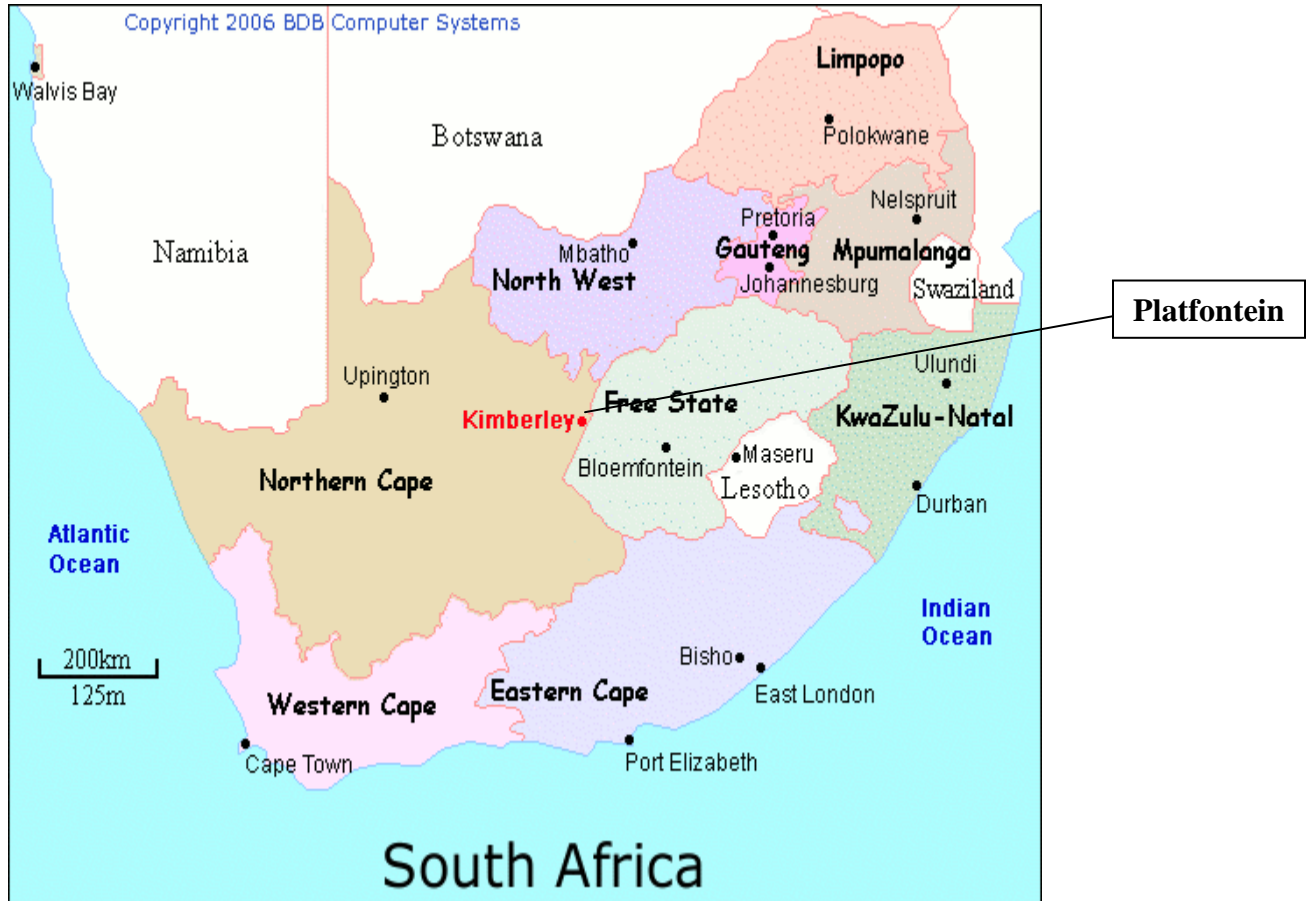 Copyright 2006 BDB Computer Systems
Limpopo
Walvis Bay
Botswana
Polokwane
Nelspruit
Pretoria
Namibia
Mbatho
Gauteng
Mpumalanga
North West
Johannesburg
Swaziland
Platfontein
Upington
Ulundi
Kimberley
Free State
KwaZulu-Natal
Maseru
Bloemfontein
Northern Cape
Lesotho
Durban
Atlantic
Ocean
Indian
Ocean
200km
125m
Bisho
Eastern Cape
East London
Western Cape
Cape Town
Port Elizabeth
South Africa